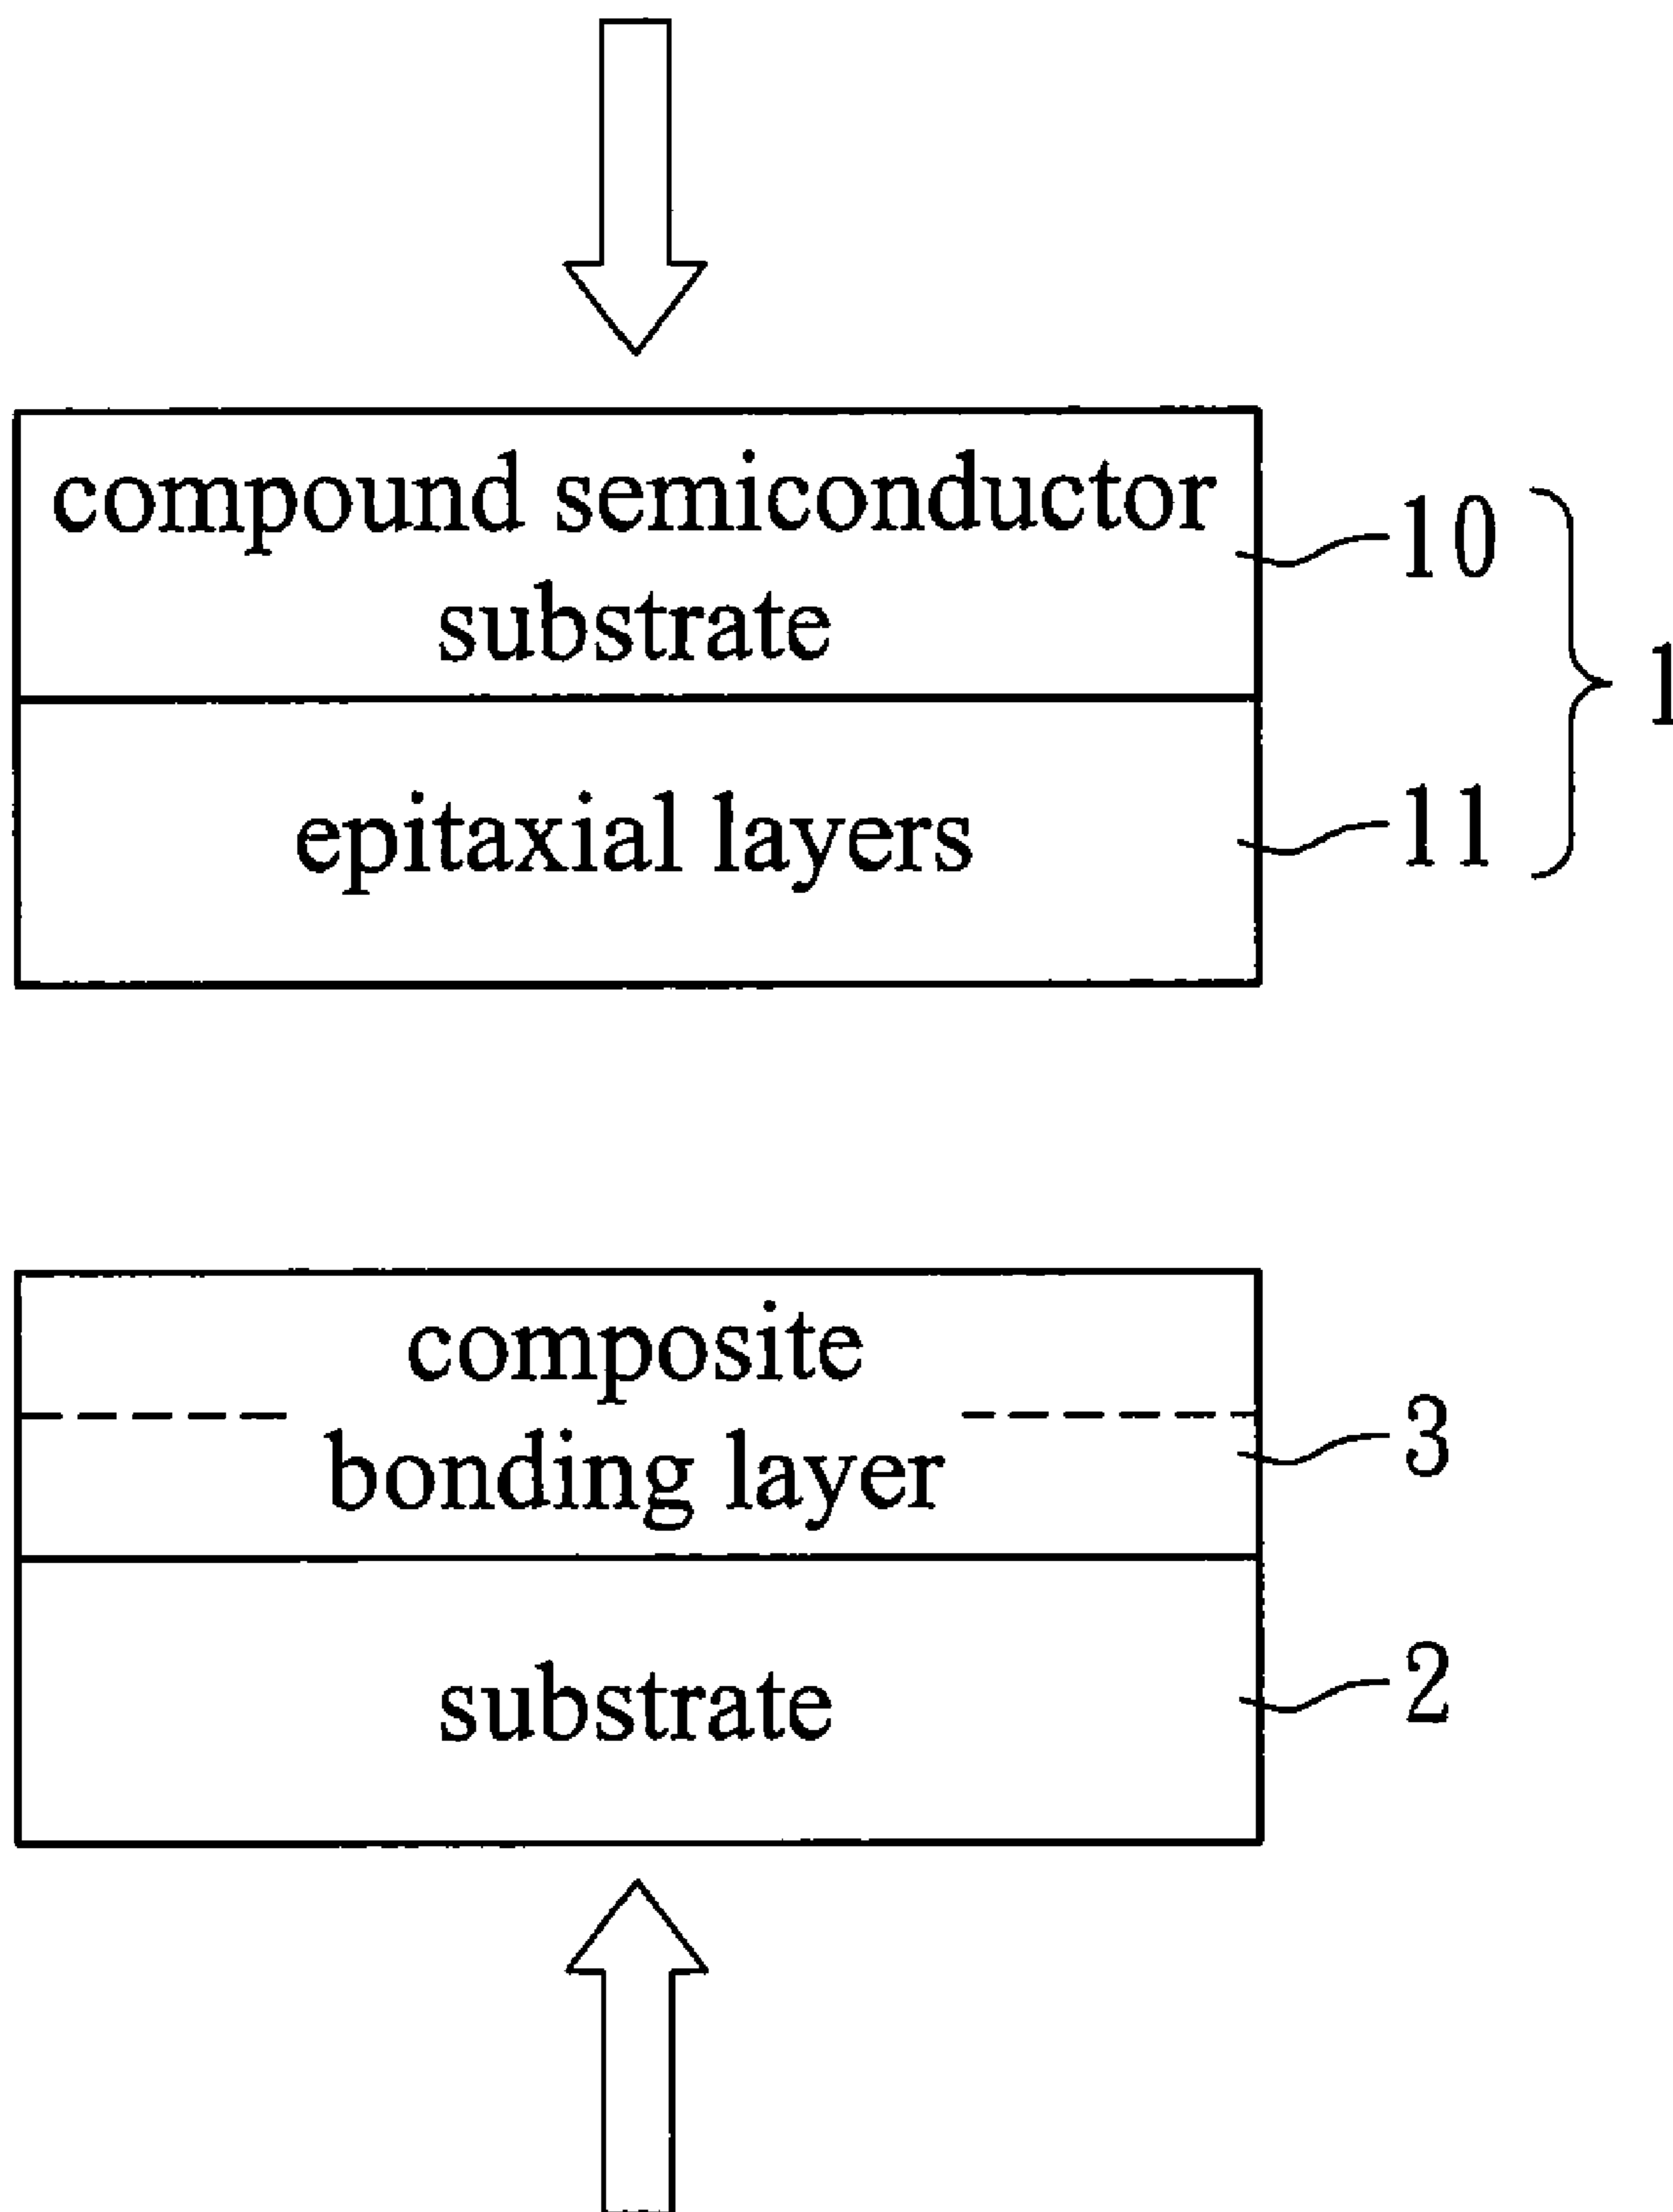 compound semiconductor
10
substrate
1
epitaxial layers
11
composite
3
bonding layer
substrate
2